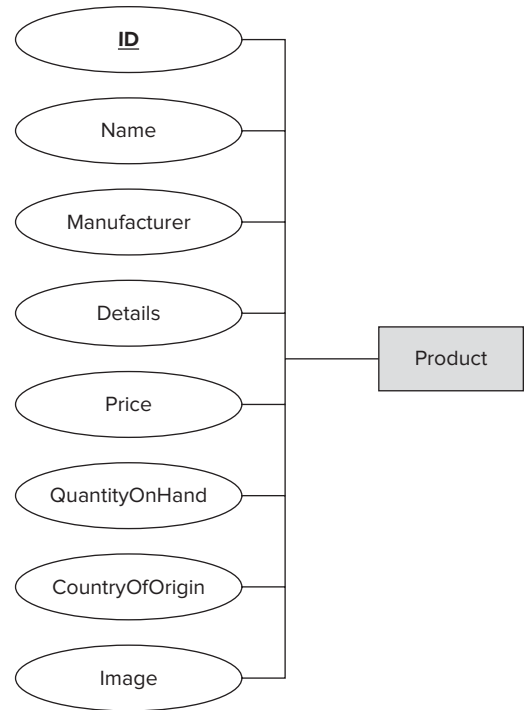 ID
Name
Manufacturer
Details
Price
Product
QuantityOnHand
CountryOfOrigin
Image